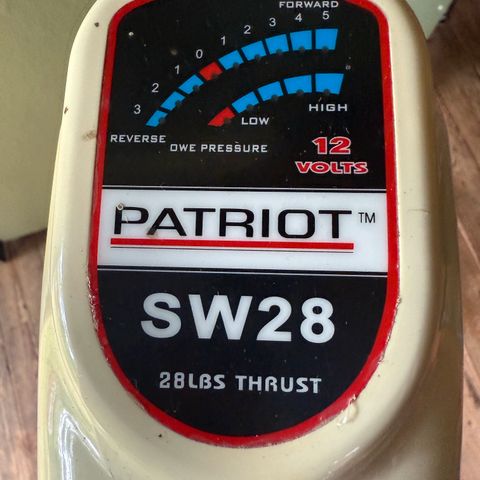 FORWARD
3 2 1 0 1 2 3 4 5
REVERSE
LOW
HIGH
OWE PRESSURE
12
VOLTS
PATRIOT™
SW28
28LBS THRUST